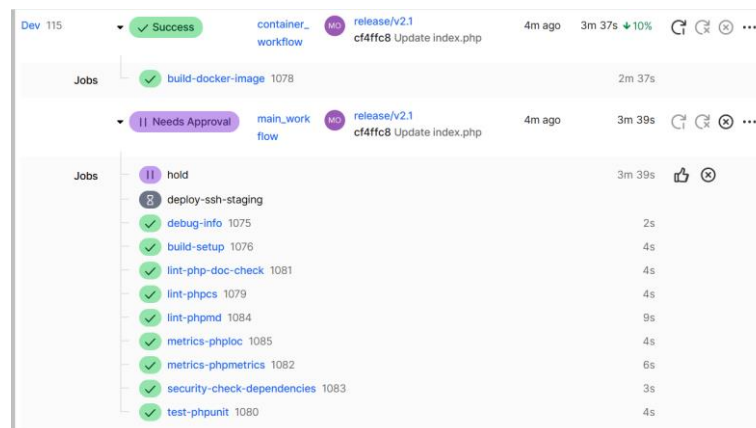 Dev 115 Success container_ MO release/v2.1 4m ago 3m 37s 10%
workflow cf4ffc8 Update index.php
Jobs build-docker-image 1078 2m 37s
Needs Approval main_work MO release/v2.1 4m ago 3m 39s
flow cf4ffc8 Update index.php
Jobs hold 3m 39s
deploy-ssh-staging
debug-info 1075 2s
build-setup 1076 4s
lint-php-doc-check 1081 4s
lint-phpcs 1079 4s
lint-phpmd 1084 9s
metrics-phploc 1085 4s
metrics-phpmetrics 1082 6s
security-check-dependencies 1083 3s
test-phpunit 1080 4s